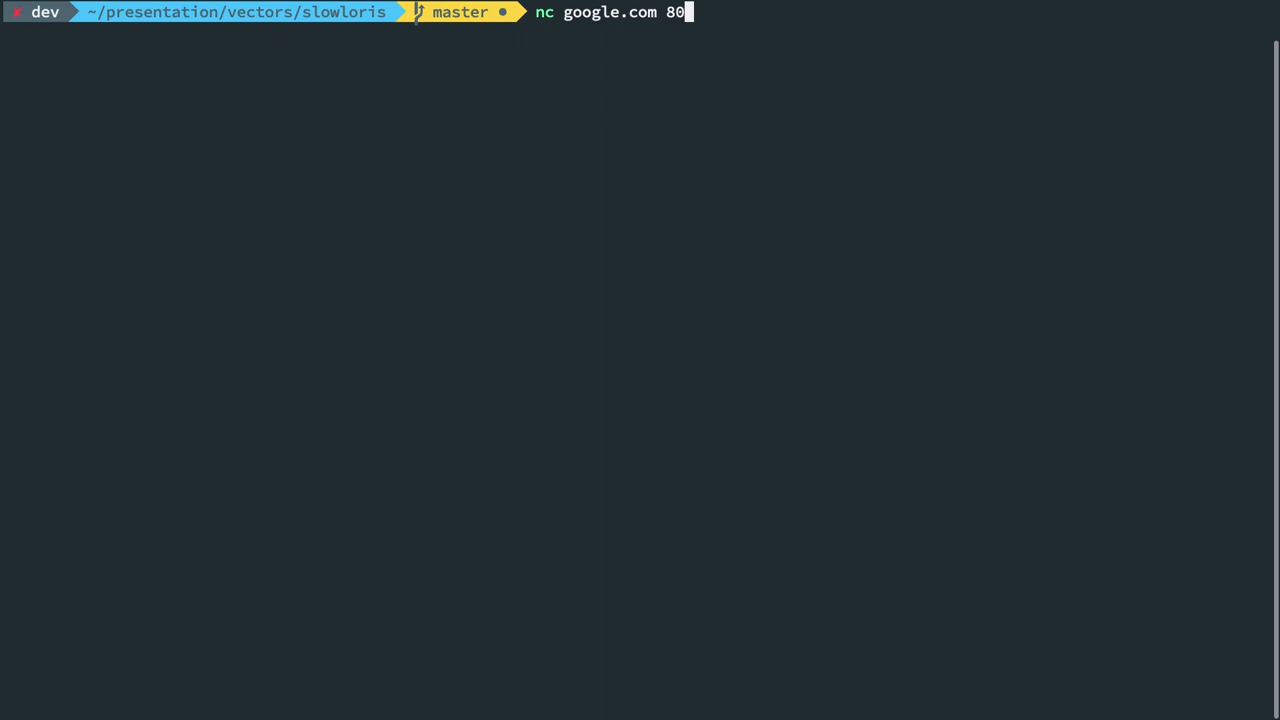 ✘ dev ~/presentation/vectors/slowloris master ● nc google.com 80